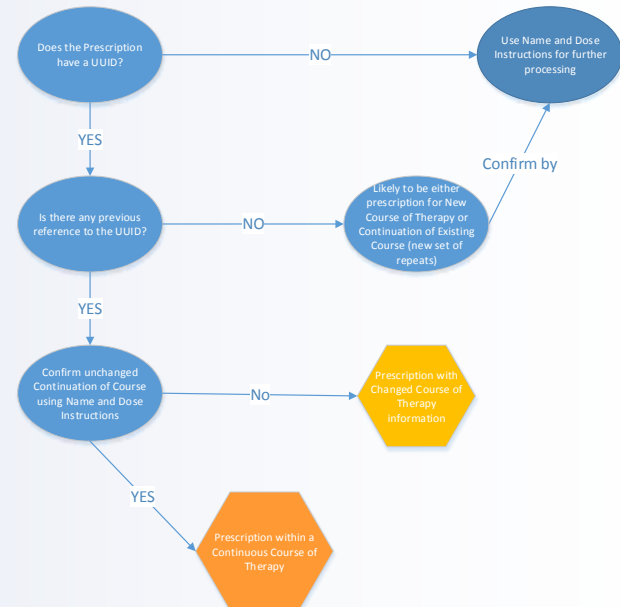 Does the Prescription
have a UUID?
NO
Use Name and Dose
Instructions for further
processing
YES
Confirm by
Is there any previous
reference to the UUID?
NO
Likely to be either
prescription for New
Course of Therapy or
Continuation of Existing
Course (new set of
repeats)
YES
Confirm unchanged
Continuation of Course
using Name and Dose
Instructions
No
Prescription with
Changed Course of
Therapy
information
YES
Prescription within a
Continuous Course of
Therapy